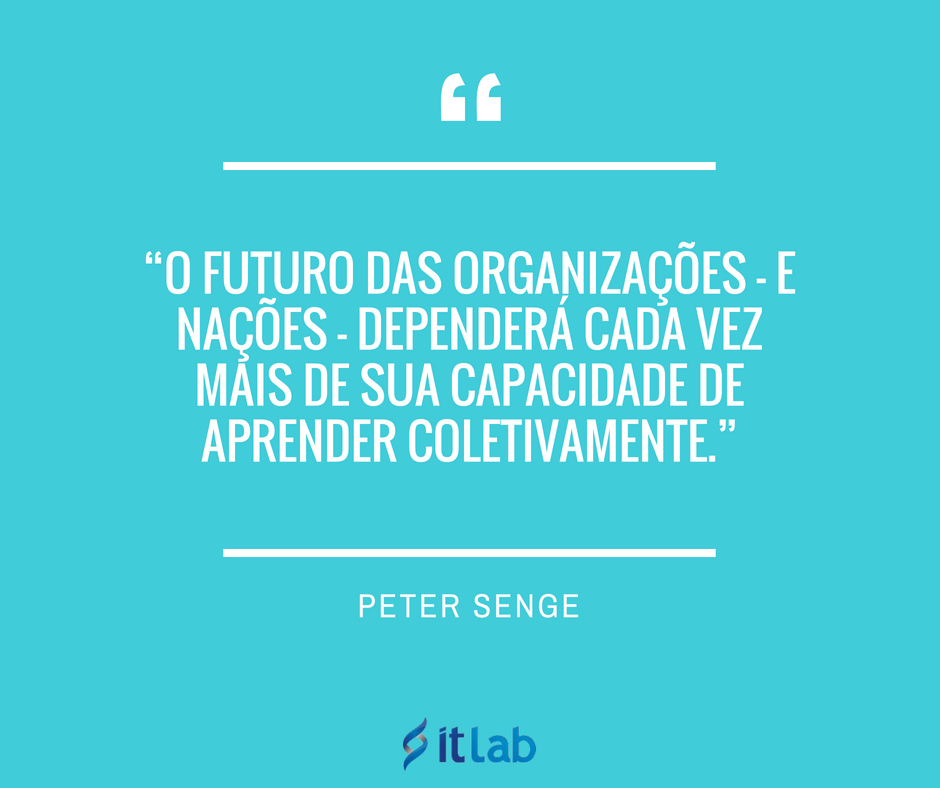 “O FUTURO DAS ORGANIZAÇÕES - E
NAÇÕES - DEPENDERÁ CADA VEZ
MAIS DE SUA CAPACIDADE DE
APRENDER COLETIVAMENTE.”
PETER SENGE
itlab